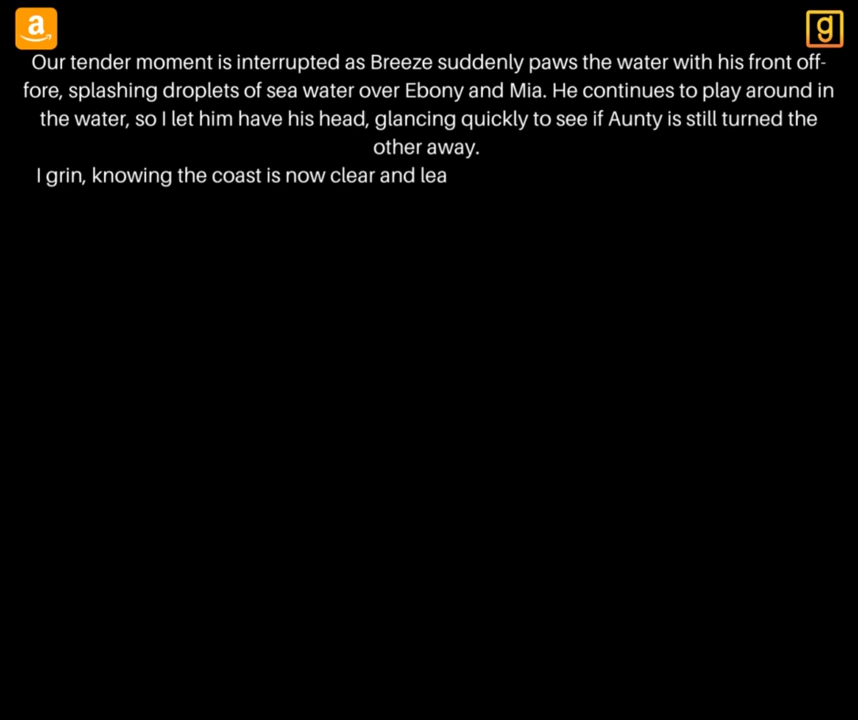 a
g
Our tender moment is interrupted as Breeze suddenly paws the water with his front off-
fore, splashing droplets of sea water over Ebony and Mia. He continues to play around in
the water, so I let him have his head, glancing quickly to see if Aunty is still turned the
other away.
I grin, knowing the coast is now clear and lea